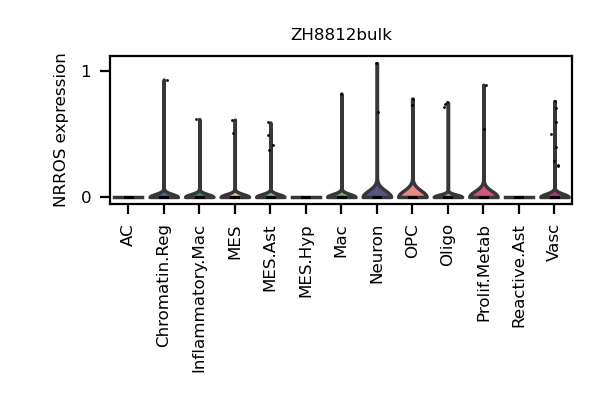 ZH8812bulk
NRROS expression
1
0
AC
Chromatin.Reg
Inflammatory.Mac
MES
MES.Ast
MES.Hyp
Mac
Neuron
OPC
Oligo
Prolif.Metab
Reactive.Ast
Vasc